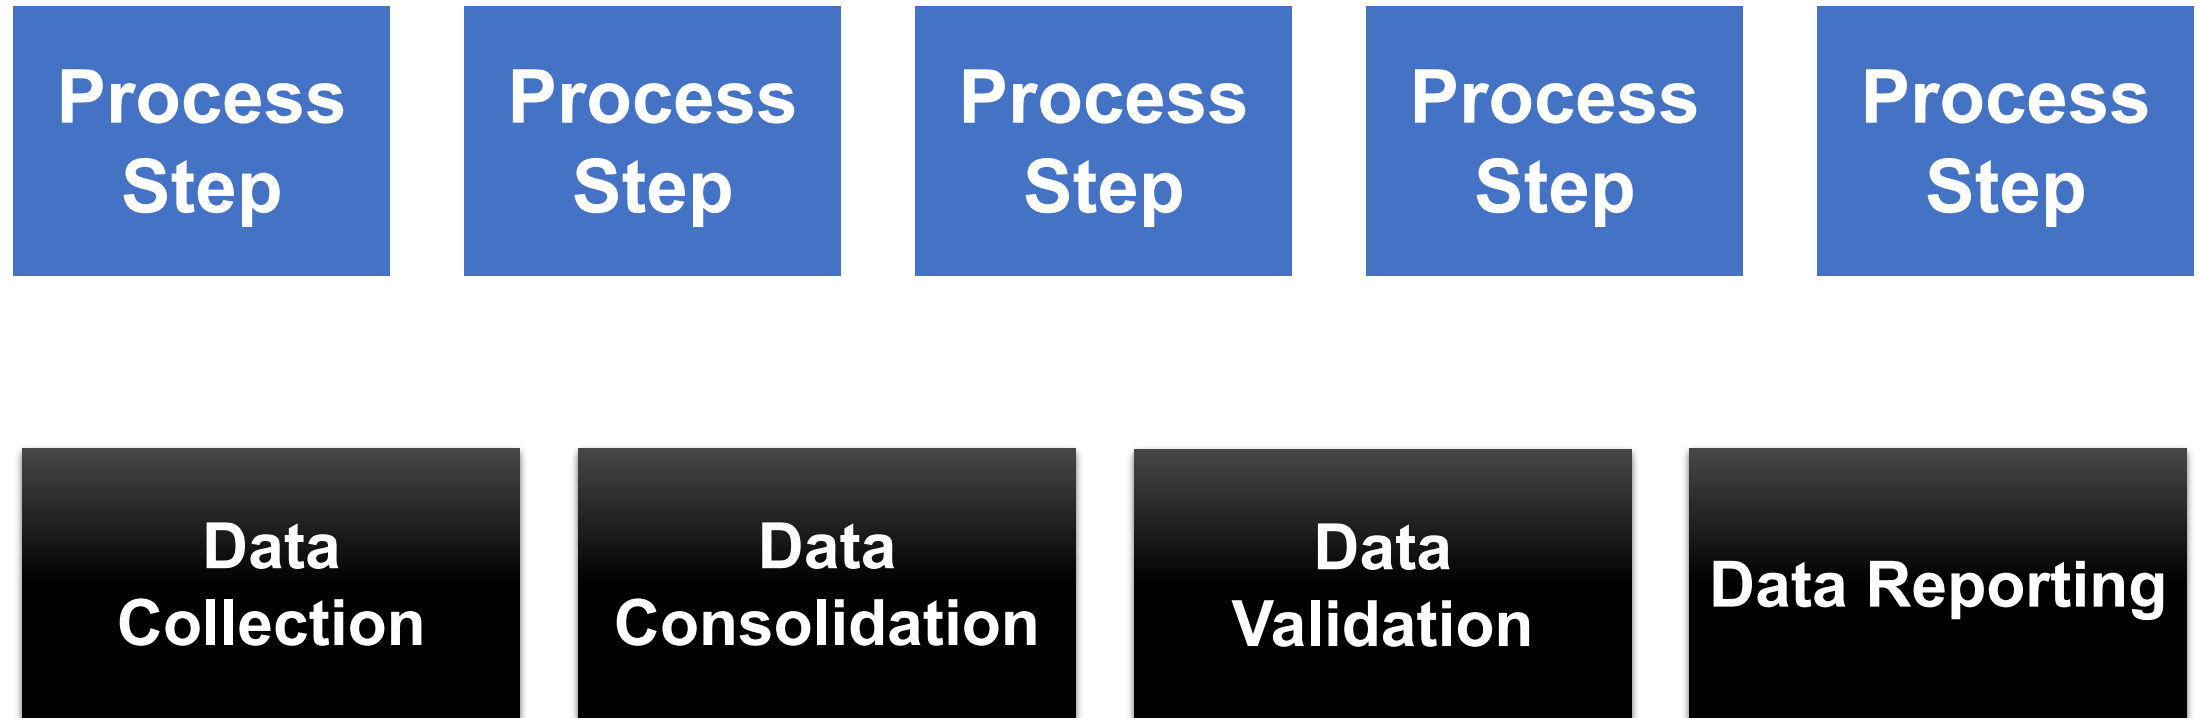 Process
Step
Process
Step
Process
Step
Process
Step
Process
Step
Data
Collection
Data
Consolidation
Data
Validation
Data Reporting